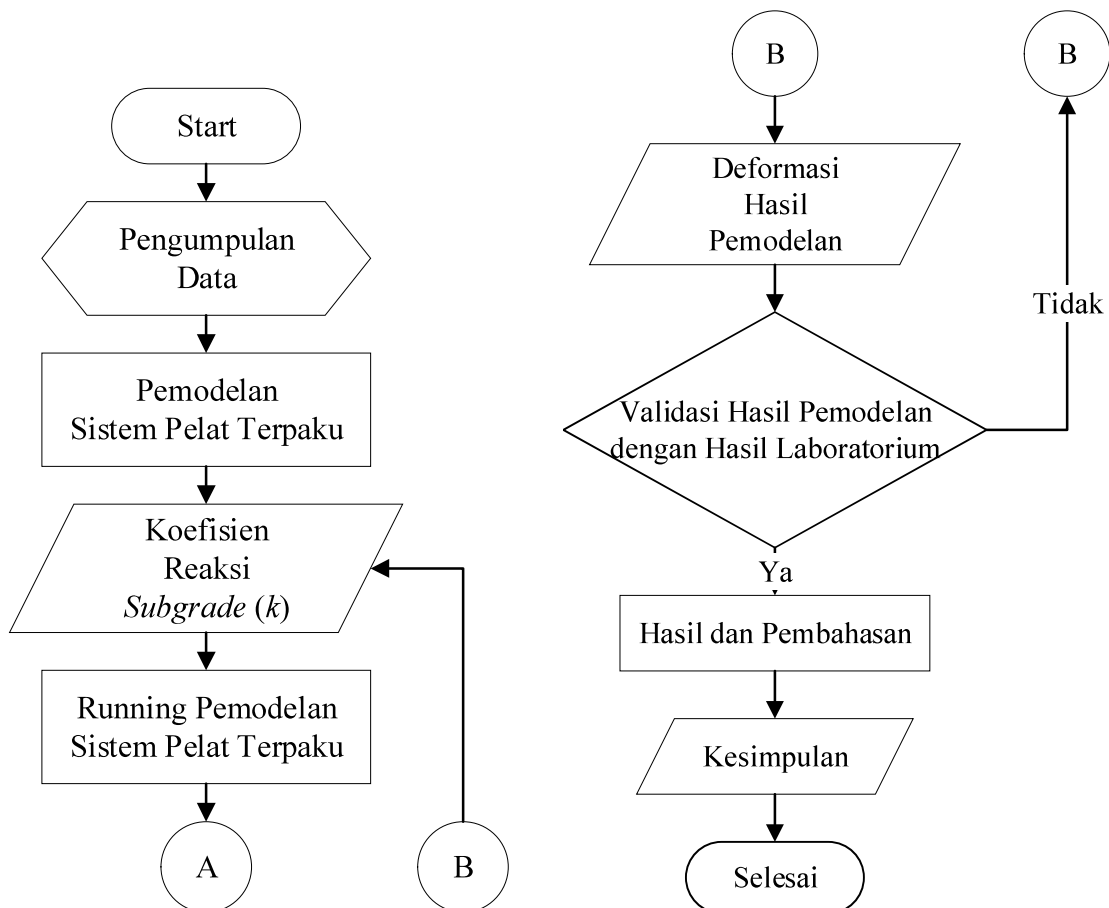 Start
Pengumpulan
Data
Pemodelan
Sistem Pelat Terpaku
Koefisien
Reaksi
Subgrade (k)
Running Pemodelan
Sistem Pelat Terpaku
A
B
B
Deformasi
Hasil
Pemodelan
Validasi Hasil Pemodelan
dengan Hasil Laboratorium
Tidak
B
Ya
Hasil dan Pembahasan
Kesimpulan
Selesai